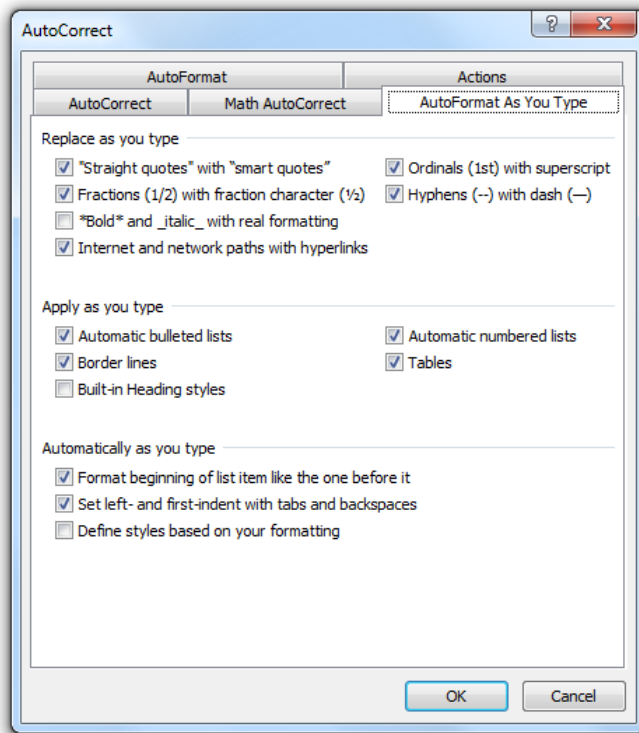 AutoCorrect
AutoFormat Actions
AutoCorrect Math AutoCorrect AutoFormat As You Type
Replace as you type
"Straight quotes" with “smart quotes” Ordinals (1st) with superscript
Fractions (1/2) with fraction character (½) Hyphens (--) with dash (—)
*Bold* and _italic_ with real formatting
Internet and network paths with hyperlinks
Apply as you type
Automatic bulleted lists Automatic numbered lists
Border lines Tables
Built-in Heading styles
Automatically as you type
Format beginning of list item like the one before it
Set left- and first-indent with tabs and backspaces
Define styles based on your formatting
OK Cancel